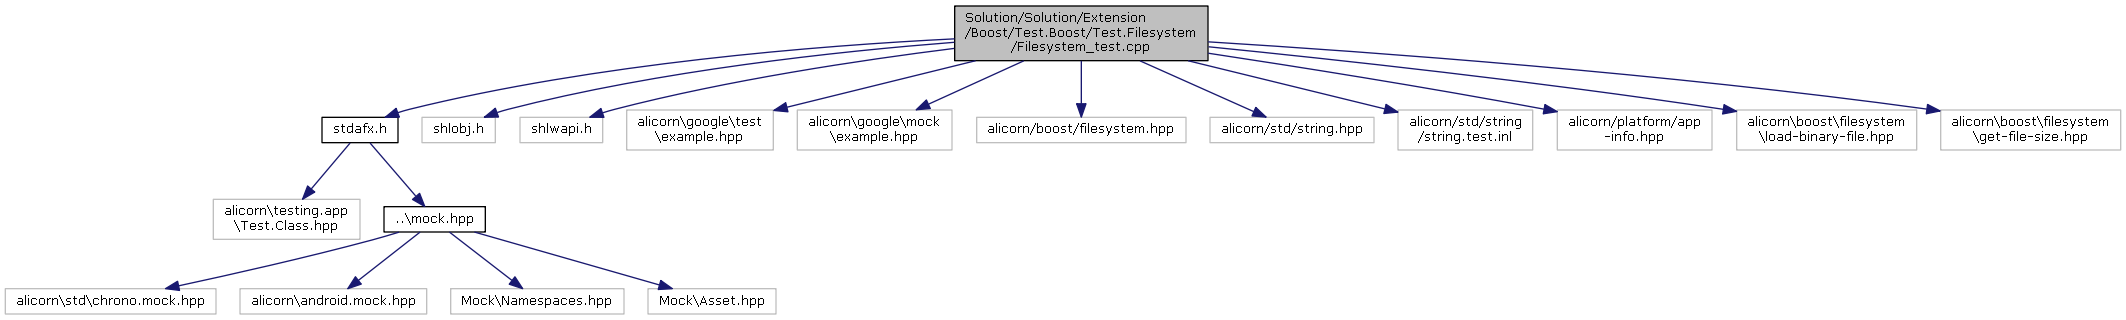 Solution/Solution/Extension
/Boost/Test.Boost/Test.Filesystem
/Filesystem_test.cpp
stdafx.h
shlobj.h
shlwapi.h
alicorn\google\test
\example.hpp
alicorn\google\mock
\example.hpp
alicorn/boost/filesystem.hpp
alicorn/std/string.hpp
alicorn/std/string
/string.test.inl
alicorn/platform/app
-info.hpp
alicorn\boost\filesystem
\load-binary-file.hpp
alicorn\boost\filesystem
\get-file-size.hpp
alicorn\testing.app
\Test.Class.hpp
..\mock.hpp
alicorn\std\chrono.mock.hpp
alicorn\android.mock.hpp
Mock\Namespaces.hpp
Mock\Asset.hpp